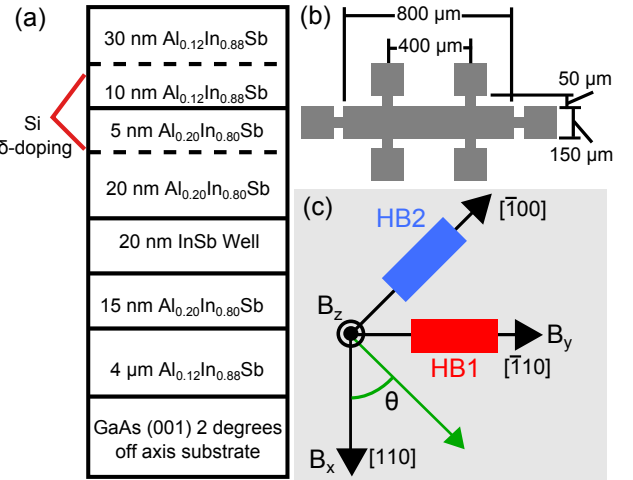 (a)
30 nm Al0.12In0.88Sb
10 nm Al0.12In0.88Sb
Si
δ-doping
5 nm Al0.20In0.80Sb
20 nm Al0.20In0.80Sb
20 nm InSb Well
15 nm Al0.20In0.80Sb
4 µm Al0.12In0.88Sb
GaAs (001) 2 degrees
off axis substrate
(b)
800 µm
400 µm
50 µm
150 µm
(c)
HB2
[1̅00]
Bz
By
HB1
[1̅10]
θ
Bx
[110]